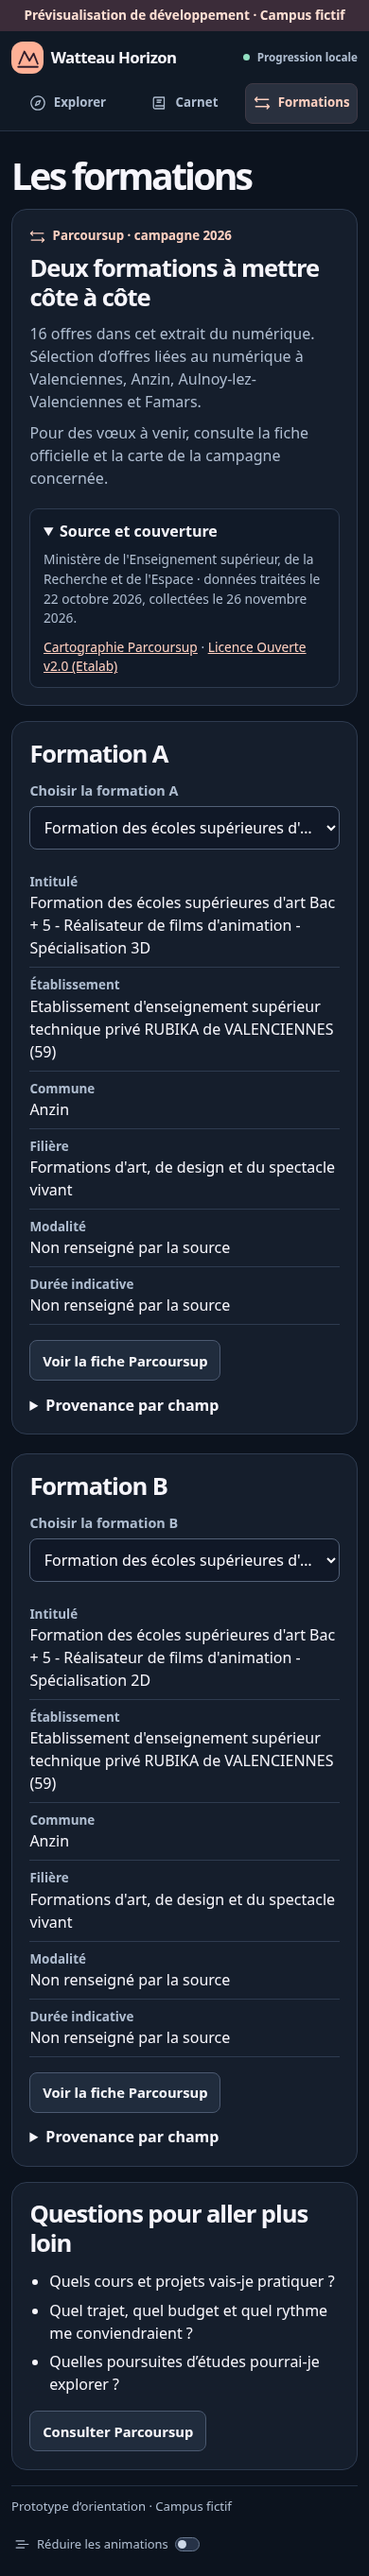 Prévisualisation de développement · Campus fictif
Watteau Horizon
Progression locale
Explorer
Carnet
Formations
Les formations
Parcoursup · campagne 2026
Deux formations à mettre
côte à côte
16 offres dans cet extrait du numérique.
Sélection d’offres liées au numérique à
Valenciennes, Anzin, Aulnoy-lez-
Valenciennes et Famars.
Pour des vœux à venir, consulte la fiche
officielle et la carte de la campagne
concernée.
▼ Source et couverture
Ministère de l'Enseignement supérieur, de la
Recherche et de l'Espace · données traitées le
22 octobre 2026, collectées le 26 novembre
2026.
Cartographie Parcoursup · Licence Ouverte
v2.0 (Etalab)
Formation A
Choisir la formation A
Formation des écoles supérieures d'...
Intitulé
Formation des écoles supérieures d'art Bac
+ 5 - Réalisateur de films d'animation -
Spécialisation 3D
Établissement
Etablissement d'enseignement supérieur
technique privé RUBIKA de VALENCIENNES
(59)
Commune
Anzin
Filière
Formations d'art, de design et du spectacle
vivant
Modalité
Non renseigné par la source
Durée indicative
Non renseigné par la source
Voir la fiche Parcoursup
▶ Provenance par champ
Formation B
Choisir la formation B
Formation des écoles supérieures d'...
Intitulé
Formation des écoles supérieures d'art Bac
+ 5 - Réalisateur de films d'animation -
Spécialisation 2D
Établissement
Etablissement d'enseignement supérieur
technique privé RUBIKA de VALENCIENNES
(59)
Commune
Anzin
Filière
Formations d'art, de design et du spectacle
vivant
Modalité
Non renseigné par la source
Durée indicative
Non renseigné par la source
Voir la fiche Parcoursup
▶ Provenance par champ
Questions pour aller plus
loin
• Quels cours et projets vais-je pratiquer ?
• Quel trajet, quel budget et quel rythme
me conviendraient ?
• Quelles poursuites d’études pourrai-je
explorer ?
Consulter Parcoursup
Prototype d’orientation · Campus fictif
Réduire les animations